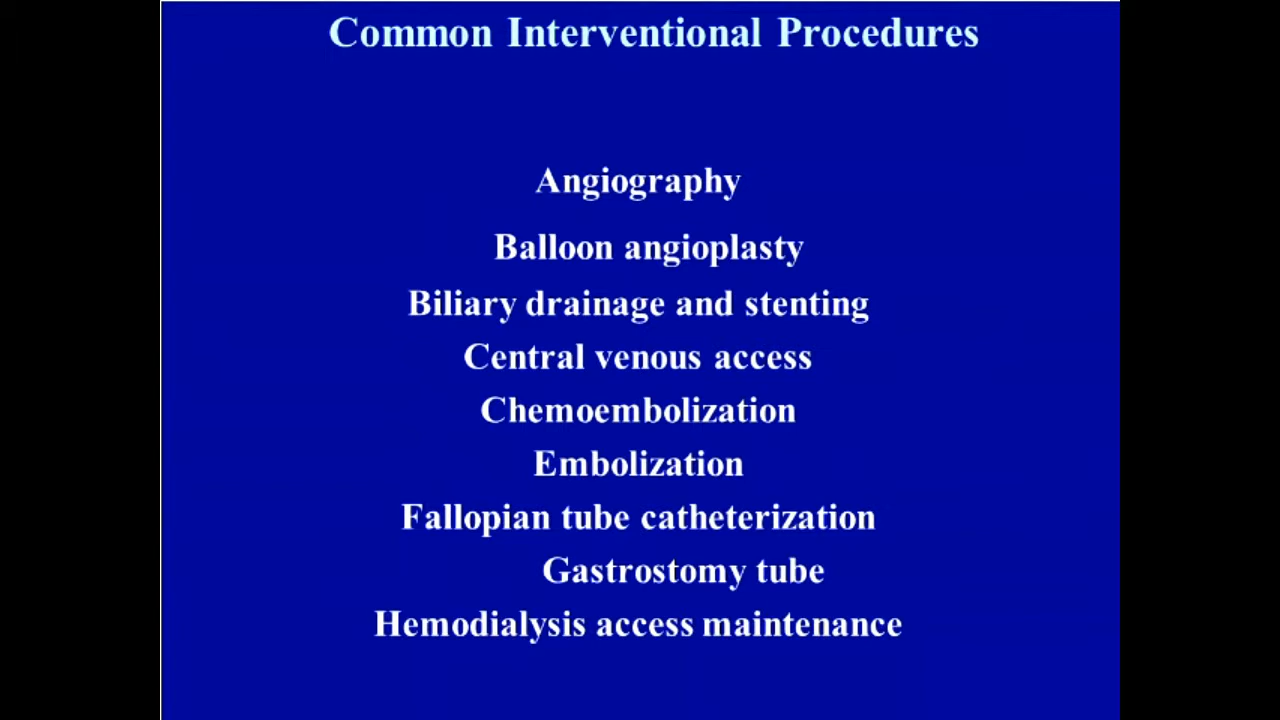 Common Interventional Procedures
Angiography
Balloon angioplasty
Biliary drainage and stenting
Central venous access
Chemoembolization
Embolization
Fallopian tube catheterization
Gastrostomy tube
Hemodialysis access maintenance